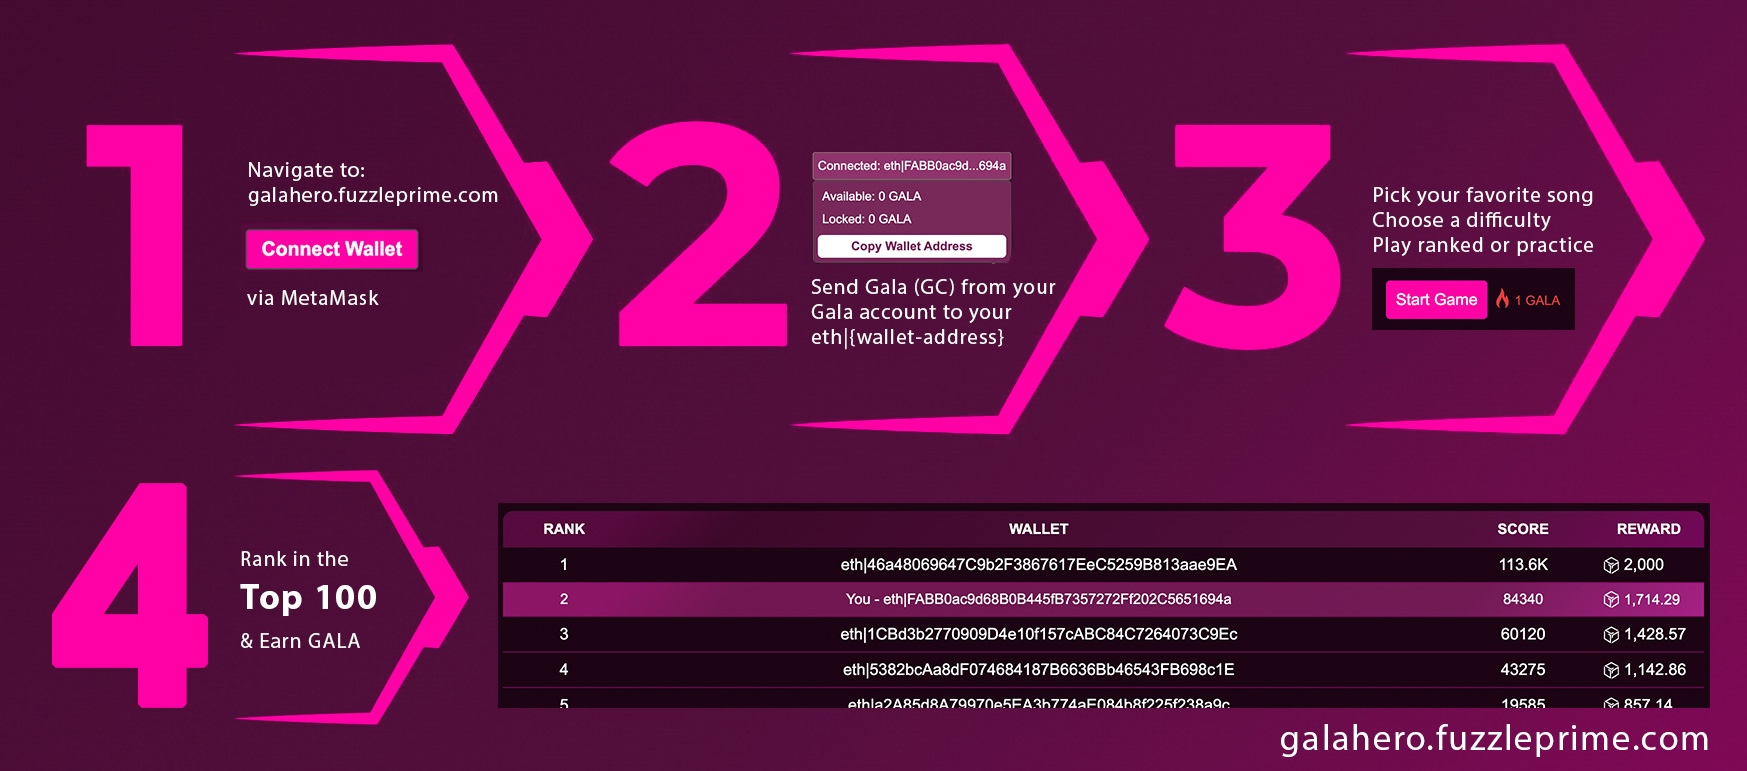 1
Navigate to:
galahero.fuzzleprime.com
Connect Wallet
via MetaMask
2
Connected: eth|FABB0ac9d...694a
Available: 0 GALA
Locked: 0 GALA
Copy Wallet Address
Send Gala (GC) from your
Gala account to your
eth|{wallet-address}
3
Pick your favorite song
Choose a difficulty
Play ranked or practice
Start Game 1 GALA
4
Rank in the
Top 100
& Earn GALA
RANK WALLET SCORE REWARD
1 eth|46a48069647C9b2F3867617EeC5259B813aae9EA 113.6K 2,000
2 You - eth|FABB0ac9d68B0B445fB7357272Ff202C5651694a 84340 1,714.29
3 eth|1CBd3b2770909D4e10f157cABC84C7264073C9Ec 60120 1,428.57
4 eth|5382bcAa8dF074684187B6636Bb46543FB698c1E 43275 1,142.86
5 eth|a2A85d8A79970e5EA3b774aE084b8f225f238a9c 19585 857.14
galahero.fuzzleprime.com